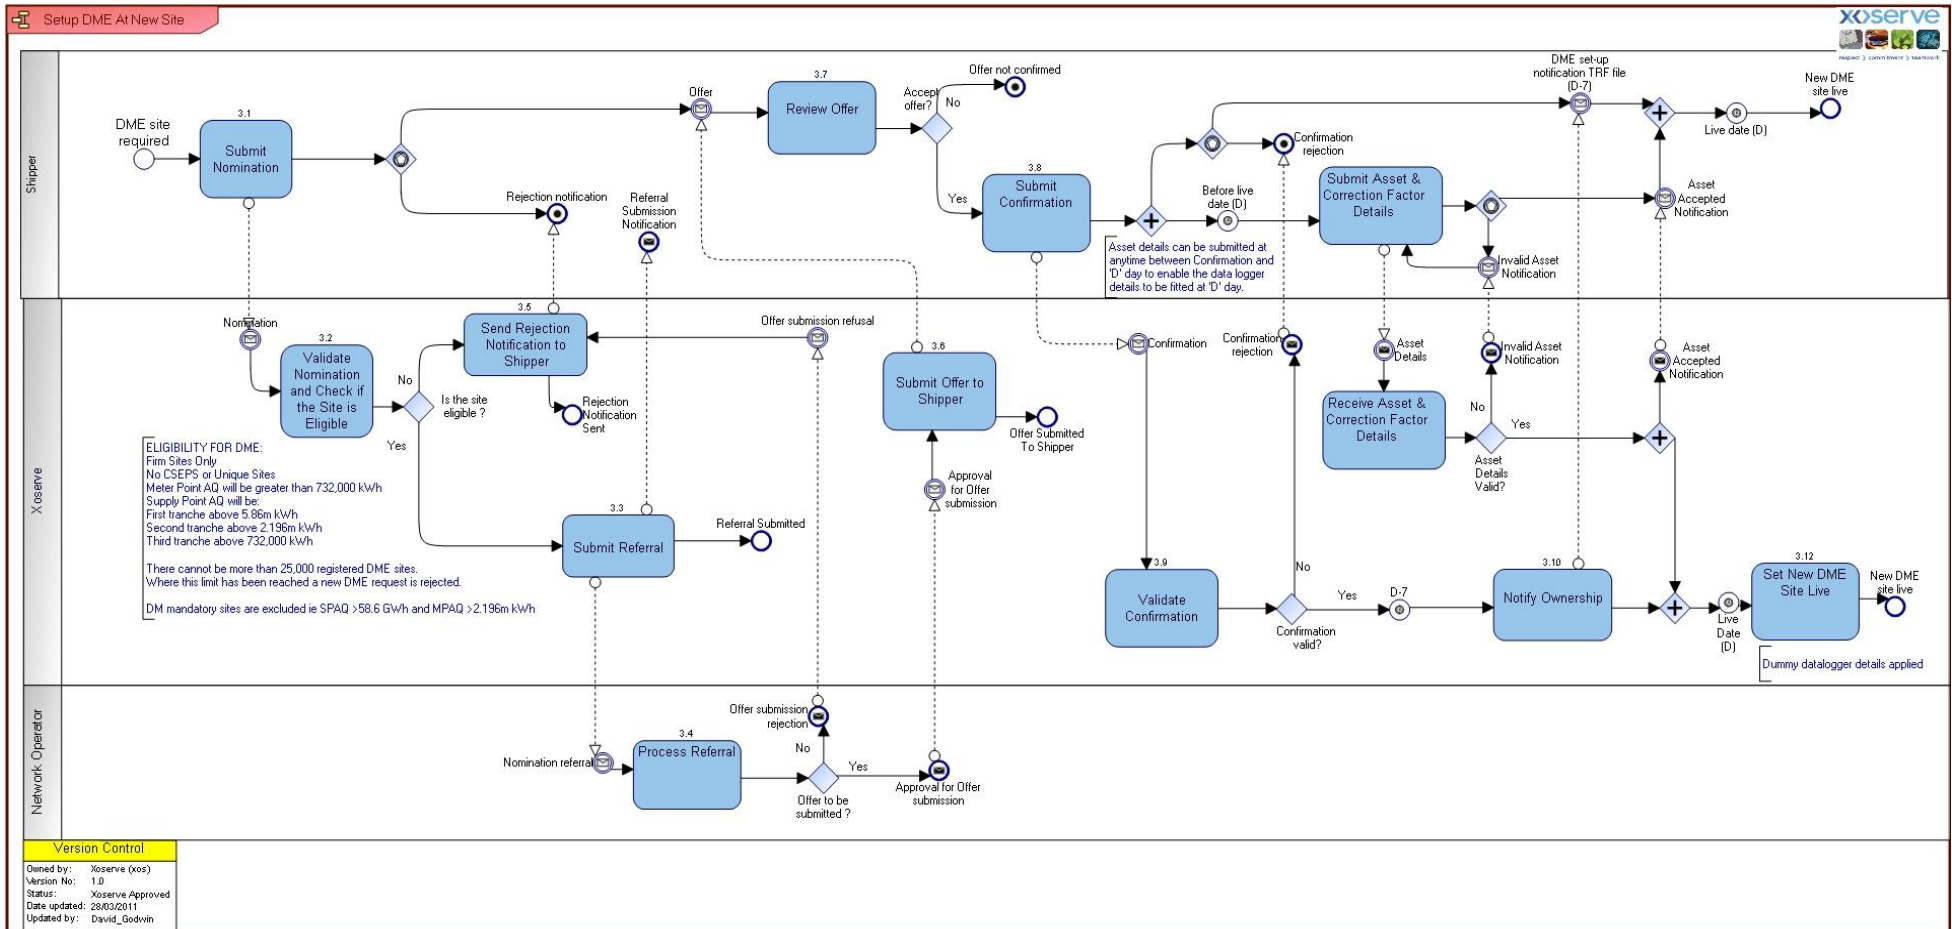 Setup DME At New Site
xoserve
Shipper
DME site
required
3.1
Submit
Nomination
Rejection notification
Referral
Submission
Notification
Offer
3.7
Review Offer
Accept
offer?
No
Offer not confirmed
Yes
3.8
Submit
Confirmation
Asset details can be submitted at
anytime between Confirmation and
'D' day to enable the data logger
details to be fitted at 'D' day.
Before live
date (D)
Confirmation
rejection
Submit Asset &
Correction Factor
Details
Invalid Asset
Notification
DME set-up
notification TRF file
(D-7)
Asset
Accepted
Notification
Live date (D)
New DME
site live
Xoserve
Nomination
3.2
Validate
Nomination
and Check if
the Site is
Eligible
No
Is the site
eligible ?
Yes
ELIGIBILITY FOR DME:
Firm Sites Only
No CSEPS or Unique Sites
Meter Point AQ will be greater than 732,000 kWh
Supply Point AQ will be:
First tranche above 5.86m kWh
Second tranche above 2.196m kWh
Third tranche above 732,000 kWh
There cannot be more than 25,000 registered DME sites.
Where this limit has been reached a new DME request is rejected.
DM mandatory sites are excluded ie SPAQ >58.6 GWh and MPAQ >2.196m kWh
3.5
Send Rejection
Notification to
Shipper
Rejection
Notification
Sent
3.3
Submit Referral
Referral Submitted
Offer submission refusal
3.6
Submit Offer to
Shipper
Offer Submitted
To Shipper
Approval
for Offer
submission
Confirmation
3.9
Validate
Confirmation
Confirmation
rejection
No
Confirmation
valid?
Yes
D-7
Asset
Details
Receive Asset &
Correction Factor
Details
Invalid Asset
Notification
No
Yes
Asset
Details
Valid?
Asset
Accepted
Notification
3.10
Notify Ownership
Live
Date
(D)
3.12
Set New DME
Site Live
New DME
site live
Dummy datalogger details applied
Network Operator
Nomination referral
3.4
Process Referral
Offer submission
rejection
No
Offer to be
submitted ?
Yes
Approval for Offer
submission
Version Control
Owned by: Xoserve (xos)
Version No: 1.0
Status: Xoserve Approved
Date updated: 28/03/2011
Updated by: David_Godwin